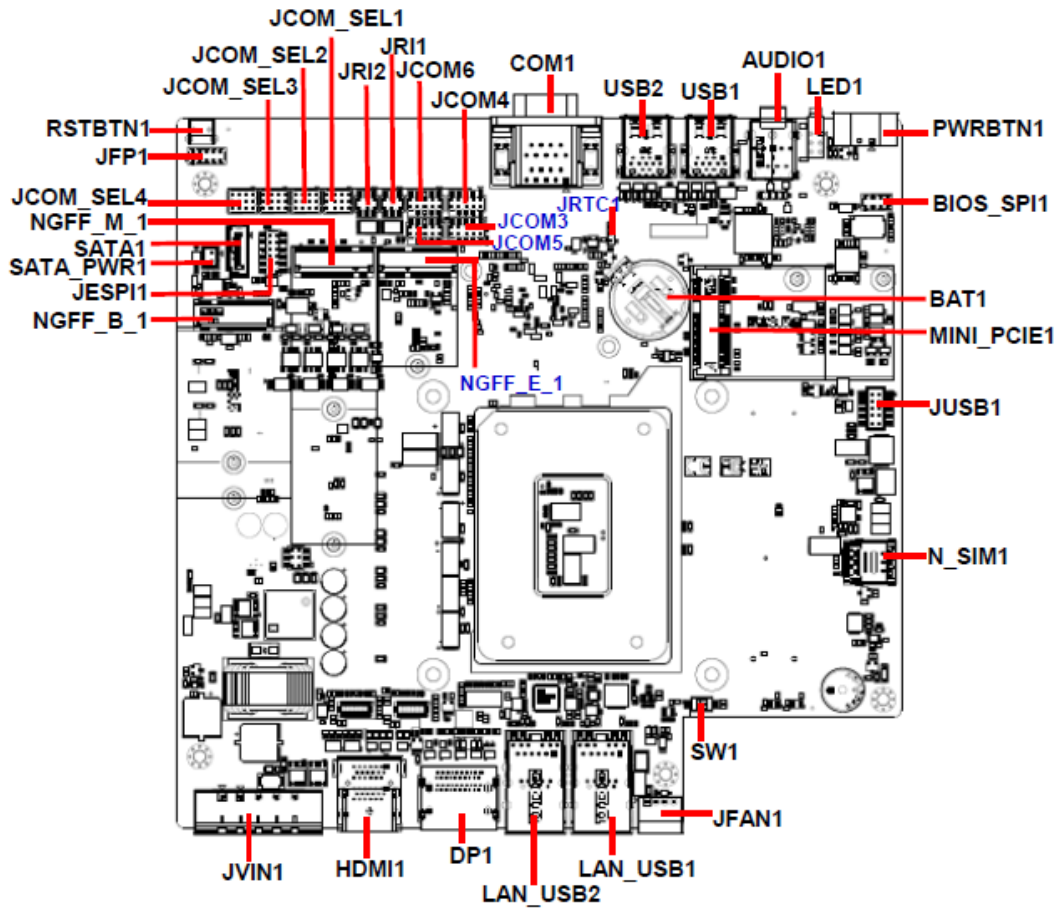 JCOM_SEL1
JCOM_SEL2
JRI1
JCOM_SEL3
JRI2
JCOM6
COM1
AUDIO1
JCOM4
USB2
USB1
LED1
RSTBTN1
PWRBTN1
JFP1
JCOM_SEL4
JRTC1
BIOS_SPI1
NGFF_M_1
JCOM3
SATA1
JCOM5
SATA_PWR1
JESPI1
BAT1
NGFF_B_1
MINI_PCIE1
NGFF_E_1
JUSB1
N_SIM1
SW1
JFAN1
DP1
HDMI1
JVIN1
LAN_USB1
LAN_USB2